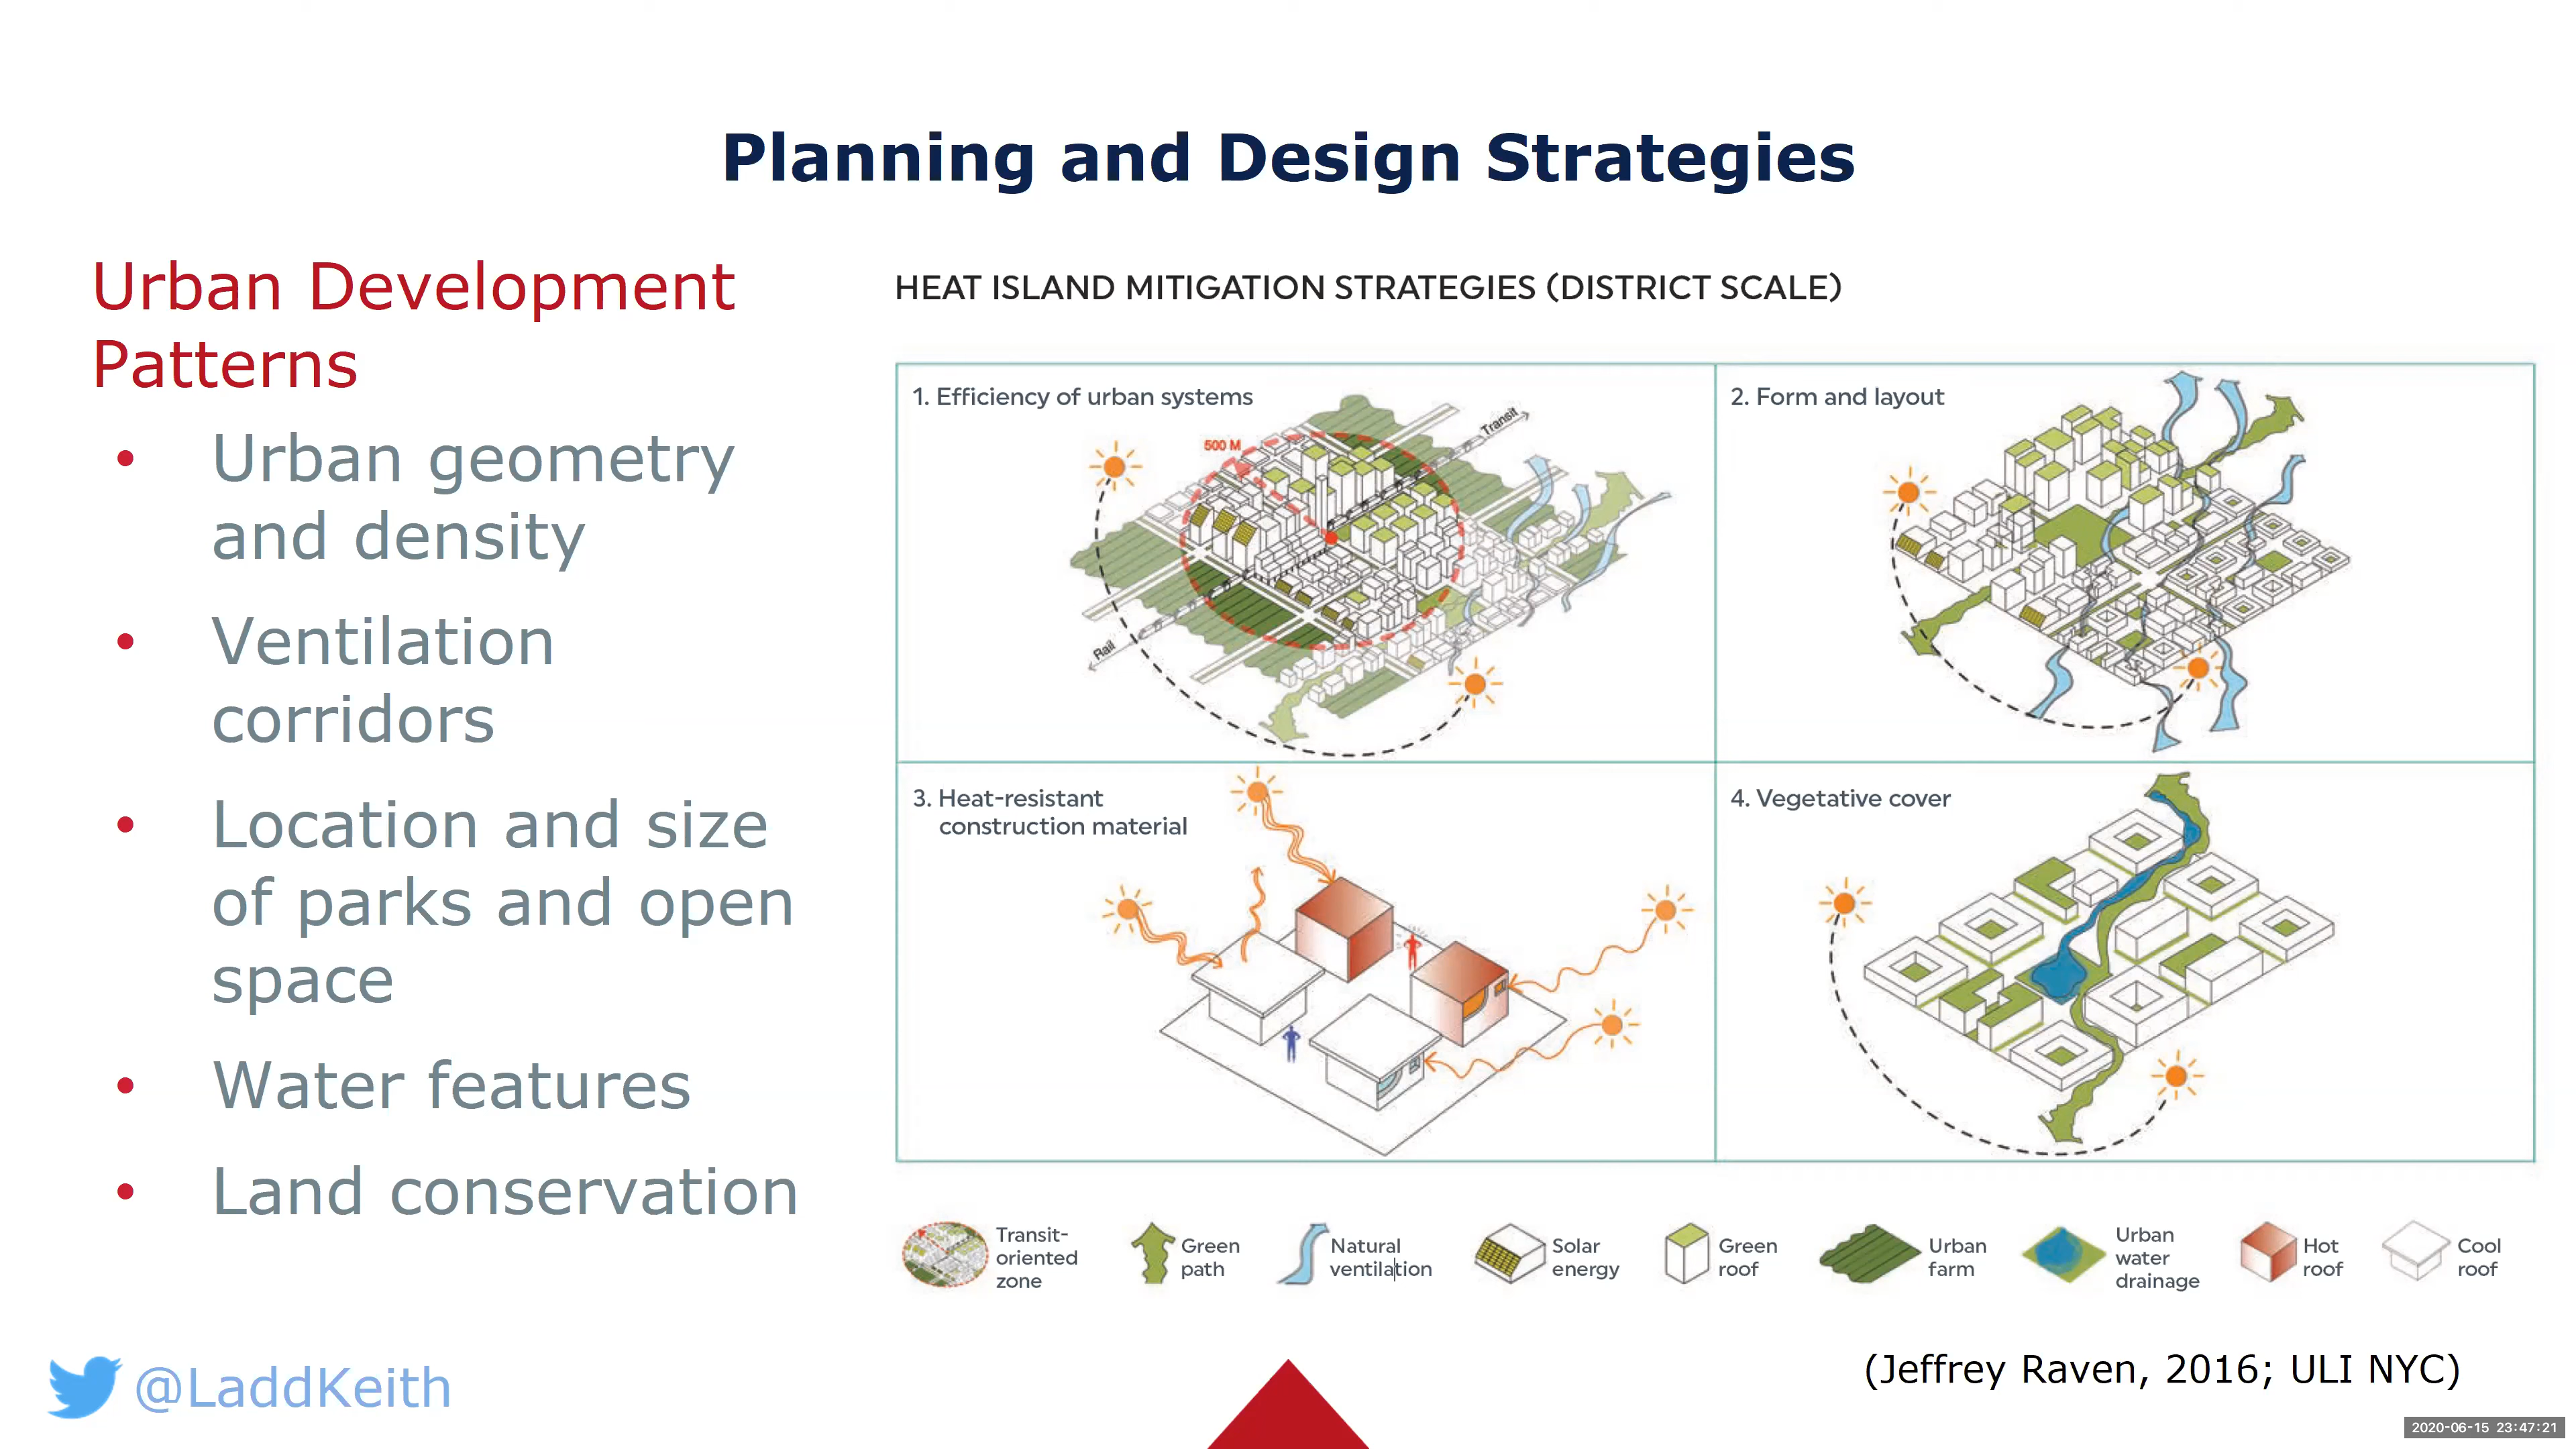 Planning and Design Strategies
Urban Development
Patterns
• Urban geometry
and density
• Ventilation
corridors
• Location and size
of parks and open
space
• Water features
• Land conservation
HEAT ISLAND MITIGATION STRATEGIES (DISTRICT SCALE)
1. Efficiency of urban systems
500 M
Transit
Rail
2. Form and layout
3. Heat-resistant
construction material
4. Vegetative cover
Transit-
oriented
zone
Green
path
Natural
ventilation
Solar
energy
Green
roof
Urban
farm
Urban
water
drainage
Hot
roof
Cool
roof
@LaddKeith
(Jeffrey Raven, 2016; ULI NYC)
2020-06-15 23:47:21